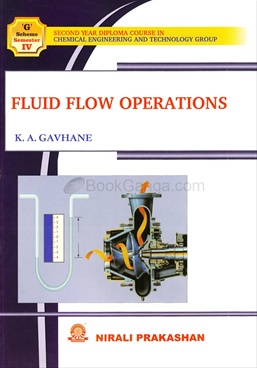 'G'
Scheme
Semester
IV
SECOND YEAR DIPLOMA COURSE IN
CHEMICAL ENGINEERING AND TECHNOLOGY GROUP
FLUID FLOW OPERATIONS
K. A. GAVHANE
BookGanga.com
NIRALI PRAKASHAN